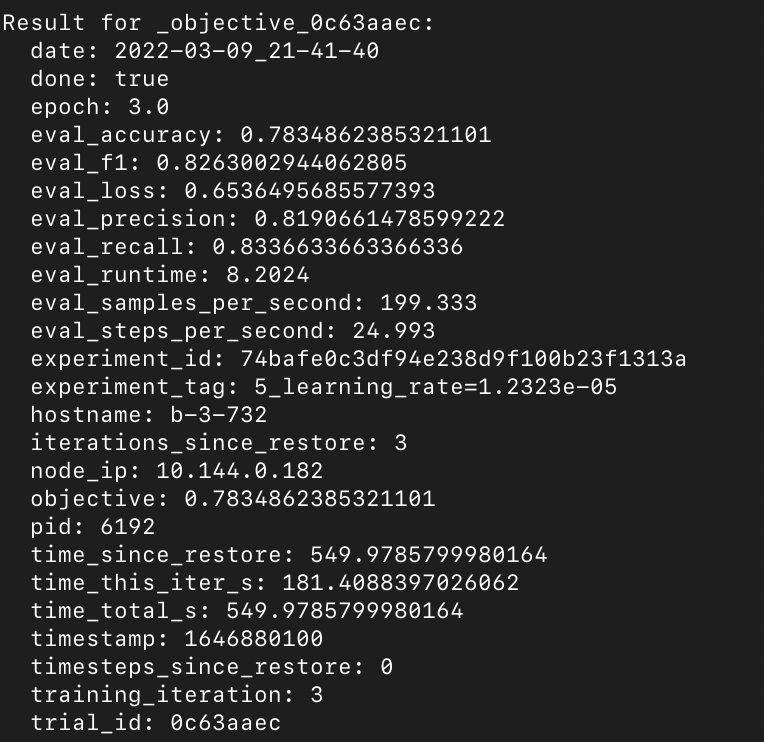 Result for _objective_0c63aaec:
date: 2022-03-09_21-41-40
done: true
epoch: 3.0
eval_accuracy: 0.7834862385321101
eval_f1: 0.8263002944062805
eval_loss: 0.6536495685577393
eval_precision: 0.8190661478599222
eval_recall: 0.8336633663366336
eval_runtime: 8.2024
eval_samples_per_second: 199.333
eval_steps_per_second: 24.993
experiment_id: 74bafe0c3df94e238d9f100b23f1313a
experiment_tag: 5_learning_rate=1.2323e-05
hostname: b-3-732
iterations_since_restore: 3
node_ip: 10.144.0.182
objective: 0.7834862385321101
pid: 6192
time_since_restore: 549.9785799980164
time_this_iter_s: 181.4088397026062
time_total_s: 549.9785799980164
timestamp: 1646880100
timesteps_since_restore: 0
training_iteration: 3
trial_id: 0c63aaec